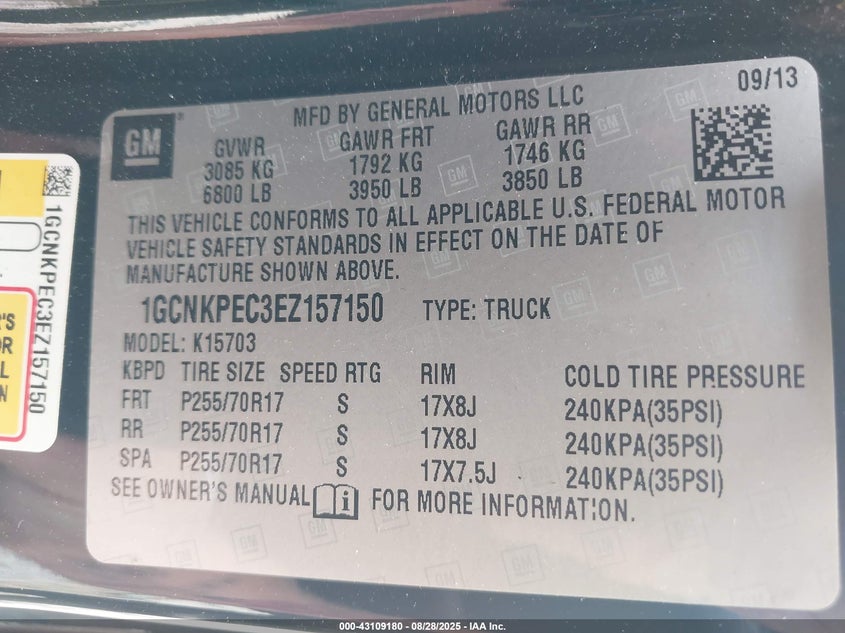 09/13
MFD BY GENERAL MOTORS LLC
GM
GVWR GAWR FRT GAWR RR
3085 KG 1792 KG 1746 KG
6800 LB 3950 LB 3850 LB
THIS VEHICLE CONFORMS TO ALL APPLICABLE U.S. FEDERAL MOTOR
VEHICLE SAFETY STANDARDS IN EFFECT ON THE DATE OF
MANUFACTURE SHOWN ABOVE.
1GCNKPEC3EZ157150 TYPE: TRUCK
MODEL: K15703
KBPD TIRE SIZE SPEED RTG RIM COLD TIRE PRESSURE
FRT P255/70R17 S 17X8J 240KPA(35PSI)
RR P255/70R17 S 17X8J 240KPA(35PSI)
SPA P255/70R17 S 17X7.5J 240KPA(35PSI)
SEE OWNER'S MANUAL FOR MORE INFORMATION.
1GCNKPEC3EZ157150
000-43109180 - 08/28/2025 - IAA Inc.